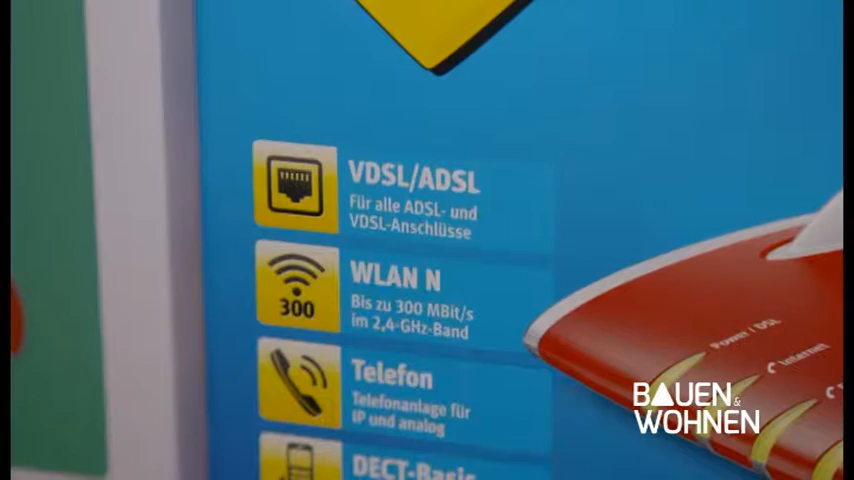 VDSL/ADSL
Für alle ADSL- und
VDSL-Anschlüsse
WLAN N
300
Bis zu 300 MBit/s
im 2,4-GHz-Band
Telefon
Telefonanlage für
IP und analog
DECT-Basis
Power / DSL
Internet
BAUEN &
WOHNEN